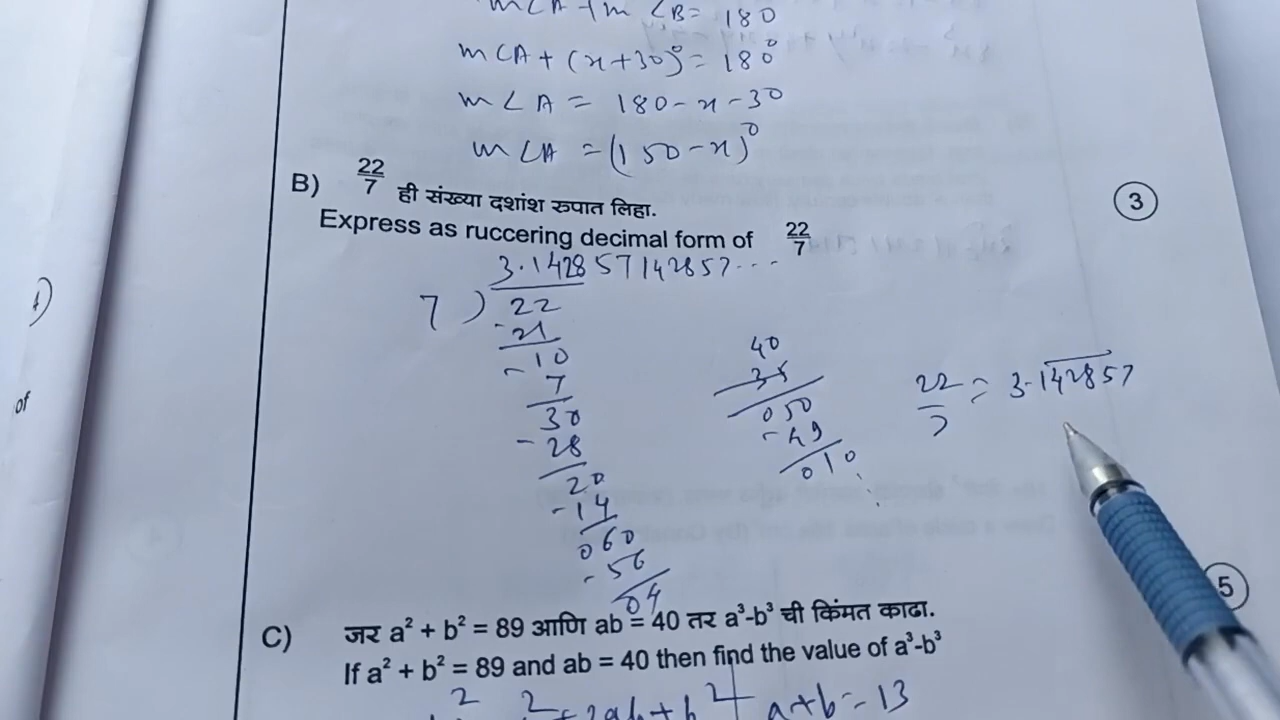 m∠A + m ∠B = 180
m∠A + (x+30)° = 180°
m∠A = 180 - x - 30
m∠A = (150 - x)°
B) 22/7 ही संख्या दशांश रुपात लिहा. 3
Express as ruccering decimal form of 22/7
3.142857142857...
7 ) 22
- 21
10
- 7
30
- 28
20
- 14
060
- 56
04
40
35
050
- 49
010
22/7 = 3.142857
A)
of
5
C) जर a² + b² = 89 आणि ab = 40 तर a³-b³ ची किंमत काढा.
If a² + b² = 89 and ab = 40 then find the value of a³-b³
a+b = 13